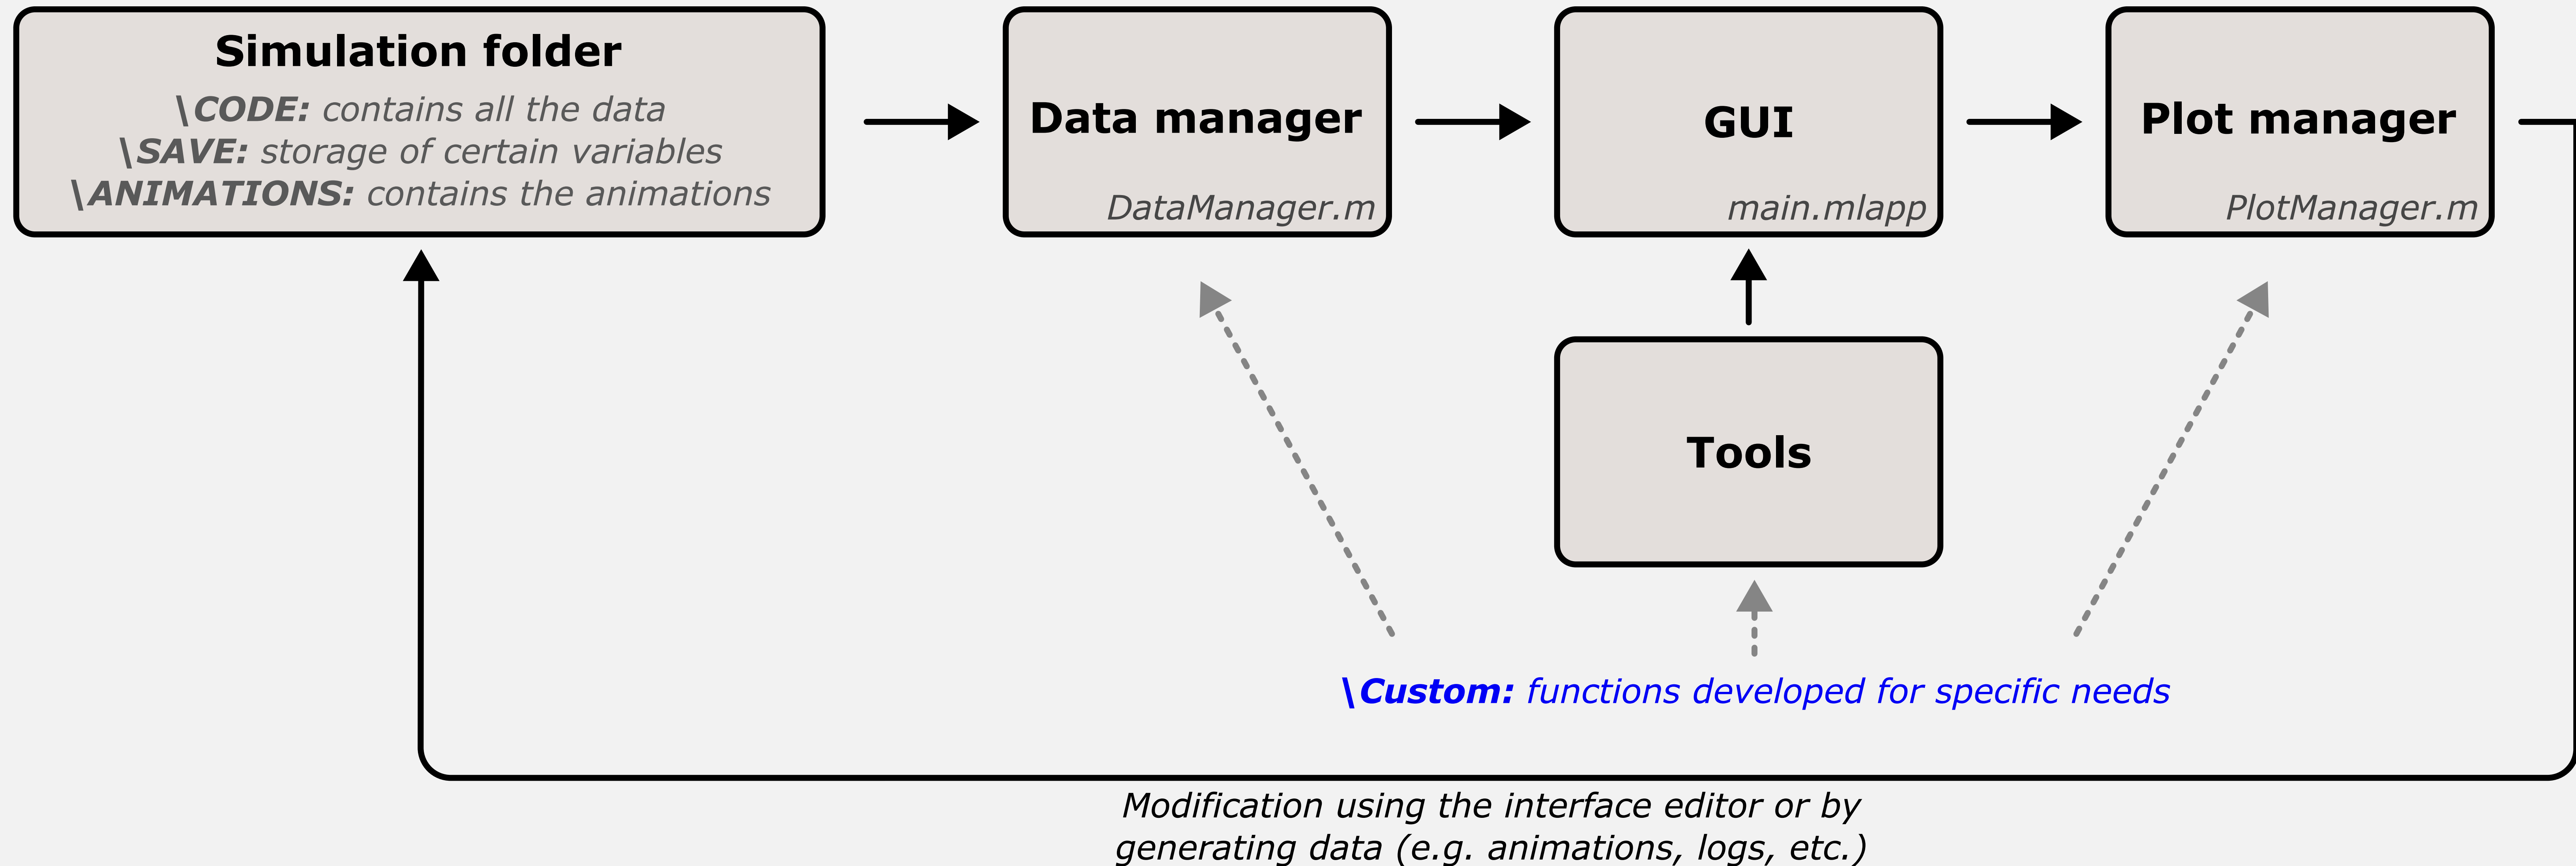 Simulation folder
\CODE: contains all the data
\SAVE: storage of certain variables
\ANIMATIONS: contains the animations
Data manager
DataManager.m
GUI
main.mlapp
Plot manager
PlotManager.m
Tools
\Custom: functions developed for specific needs
Modification using the interface editor or by
generating data (e.g. animations, logs, etc.)